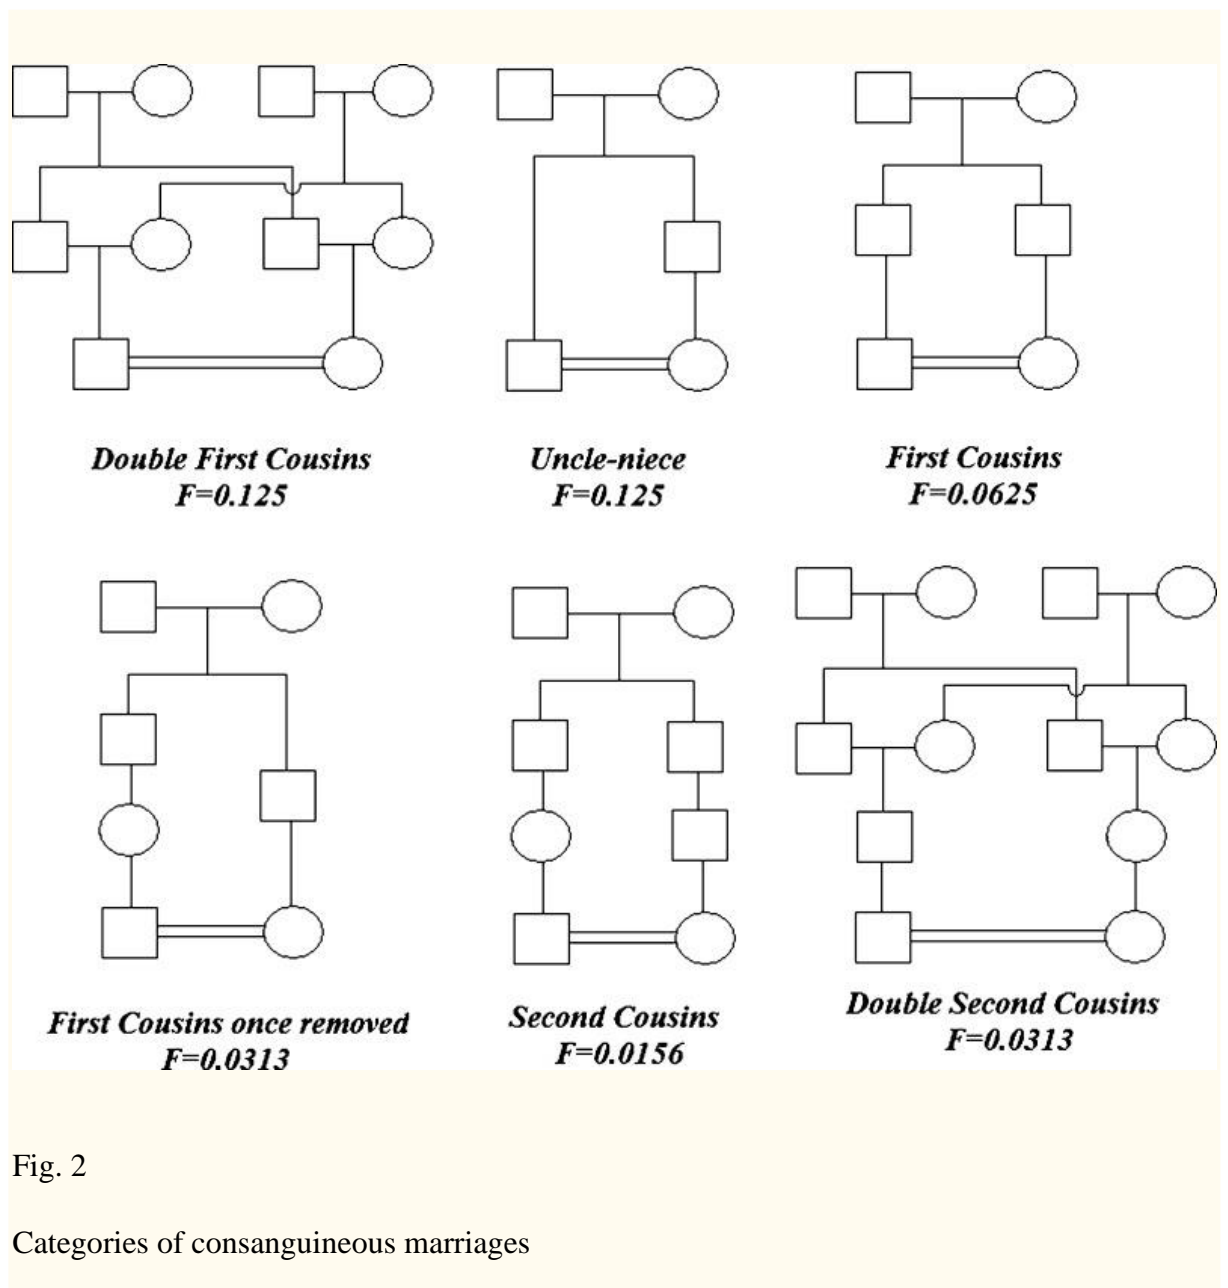 Double First Cousins
F=0.125
Uncle-niece
F=0.125
First Cousins
F=0.0625
First Cousins once removed
F=0.0313
Second Cousins
F=0.0156
Double Second Cousins
F=0.0313
Fig. 2
Categories of consanguineous marriages